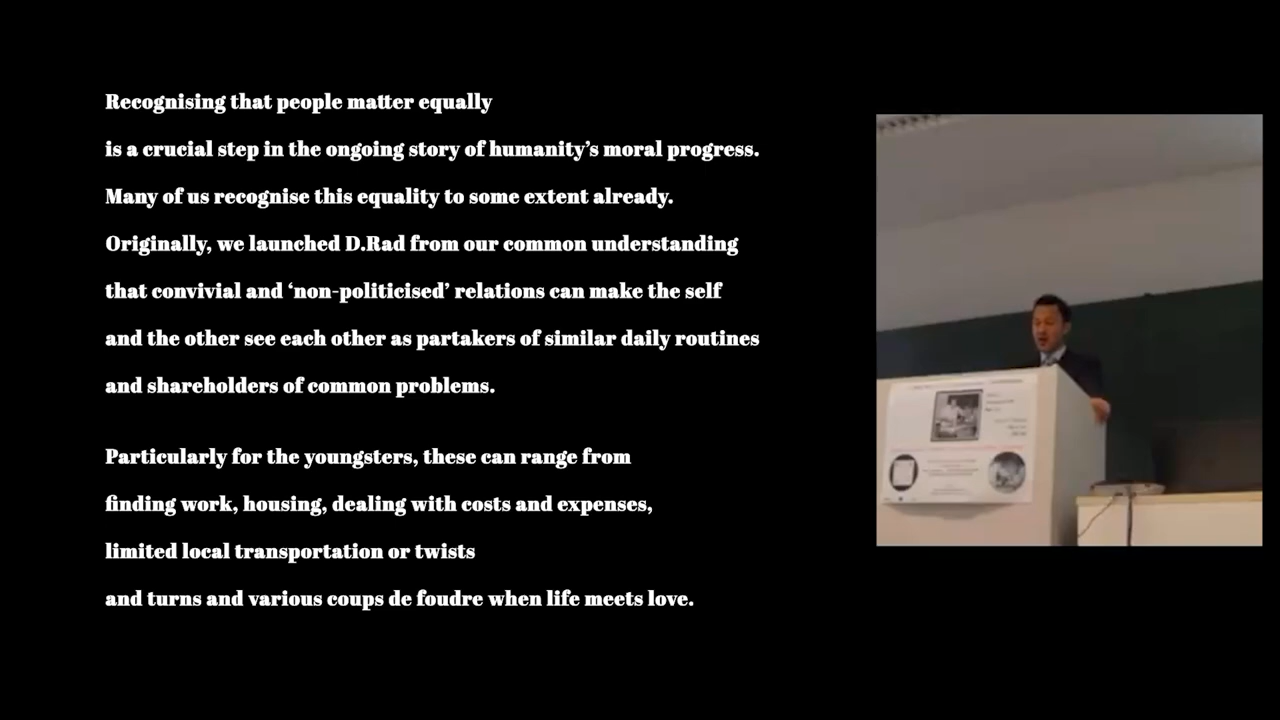 Recognising that people matter equally
is a crucial step in the ongoing story of humanity’s moral progress.
Many of us recognise this equality to some extent already.
Originally, we launched D.Rad from our common understanding
that convivial and ‘non-politicised’ relations can make the self
and the other see each other as partakers of similar daily routines
and shareholders of common problems.
Particularly for the youngsters, these can range from
finding work, housing, dealing with costs and expenses,
limited local transportation or twists
and turns and various coups de foudre when life meets love.